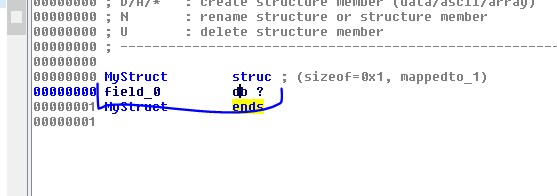 00000000 ; D/A/* : create structure member (data/ascii/array)
00000000 ; N : rename structure or structure member
00000000 ; U : delete structure member
00000000 ; ---------------------------------------------------------
00000000
00000000 MyStruct struc ; (sizeof=0x1, mappedto_1)
00000000 field_0 db ?
00000001 MyStruct ends
00000001